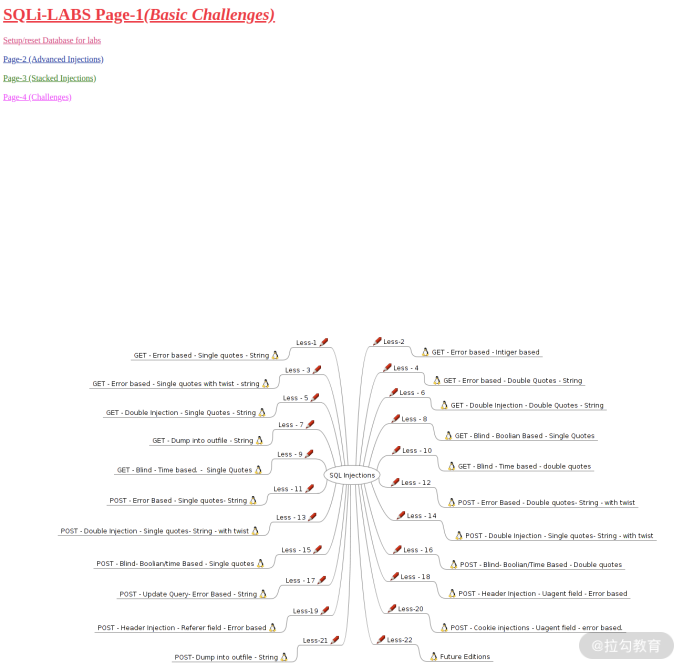 SQLi-LABS Page-1(Basic Challenges)
Setup/reset Database for labs
Page-2 (Advanced Injections)
Page-3 (Stacked Injections)
Page-4 (Challenges)
Less-1
GET - Error based - Single quotes - String
Less - 3
GET - Error based - Single quotes with twist - string
Less - 5
GET - Double Injection - Single Quotes - String
Less - 7
GET - Dump into outfile - String
Less - 9
GET - Blind - Time based. - Single Quotes
Less - 11
POST - Error Based - Single quotes- String
Less - 13
POST - Double Injection - Single quotes- String - with twist
Less - 15
POST - Blind- Boolian/time Based - Single quotes
Less - 17
POST - Update Query- Error Based - String
Less-19
POST - Header Injection - Referer field - Error based
Less-21
POST- Dump into outfile - String
SQL Injections
Less-2
GET - Error based - Intiger based
Less - 4
GET - Error based - Double Quotes - String
Less - 6
GET - Double Injection - Double Quotes - String
Less - 8
GET - Blind - Boolian Based - Single Quotes
Less - 10
GET - Blind - Time based - double quotes
Less - 12
POST - Error Based - Double quotes- String - with twist
Less - 14
POST - Double Injection - Single quotes- String - with twist
Less - 16
POST - Blind- Boolian/Time Based - Double quotes
Less - 18
POST - Header Injection - Uagent field - Error based
Less-20
POST - Cookie injections - Uagent field - error based.
Less-22
Future Editions
@拉勾教育